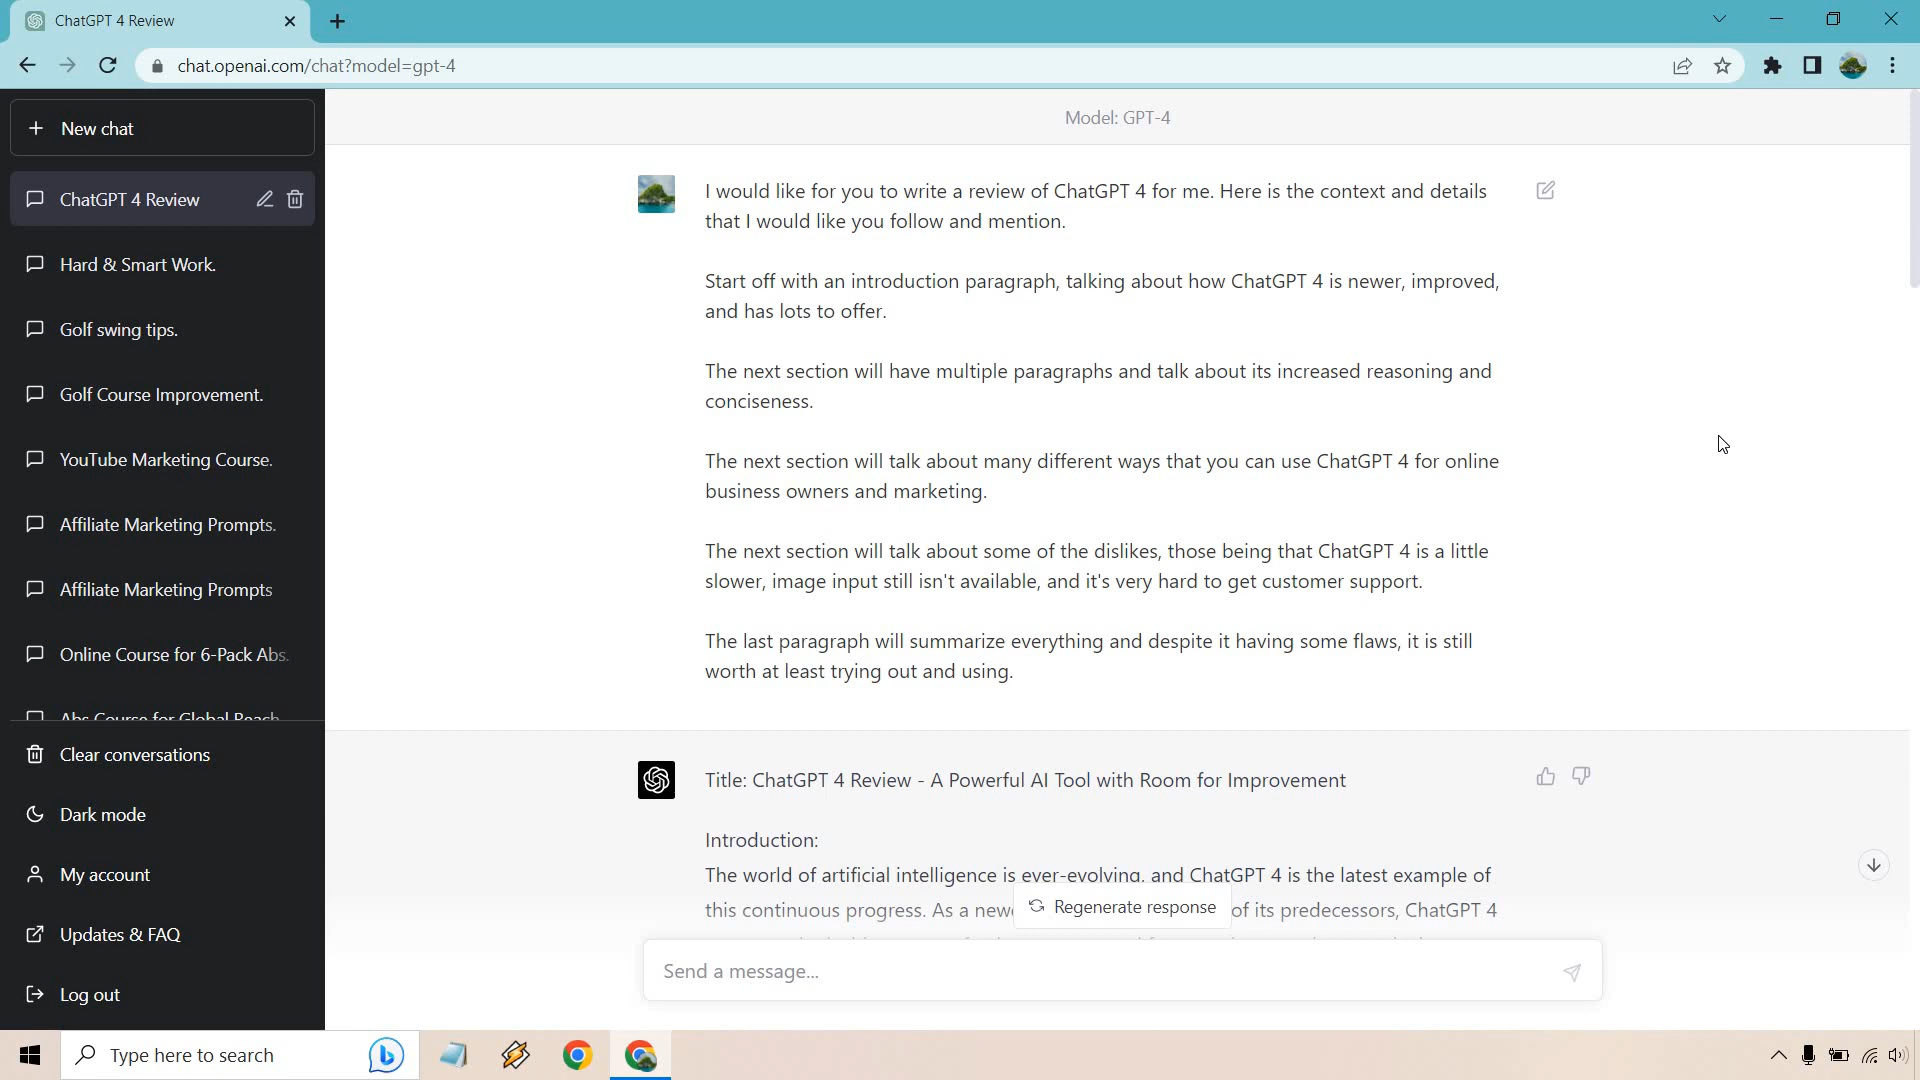 ChatGPT 4 Review
chat.openai.com/chat?model=gpt-4
New chat
ChatGPT 4 Review
Hard & Smart Work.
Golf swing tips.
Golf Course Improvement.
YouTube Marketing Course.
Affiliate Marketing Prompts.
Affiliate Marketing Prompts
Online Course for 6-Pack Abs.
Abs Course for Global Reach
Clear conversations
Dark mode
My account
Updates & FAQ
Log out
Model: GPT-4
I would like for you to write a review of ChatGPT 4 for me. Here is the context and details
that I would like you follow and mention.
Start off with an introduction paragraph, talking about how ChatGPT 4 is newer, improved,
and has lots to offer.
The next section will have multiple paragraphs and talk about its increased reasoning and
conciseness.
The next section will talk about many different ways that you can use ChatGPT 4 for online
business owners and marketing.
The next section will talk about some of the dislikes, those being that ChatGPT 4 is a little
slower, image input still isn't available, and it's very hard to get customer support.
The last paragraph will summarize everything and despite it having some flaws, it is still
worth at least trying out and using.
Title: ChatGPT 4 Review - A Powerful AI Tool with Room for Improvement
Introduction:
The world of artificial intelligence is ever-evolving, and ChatGPT 4 is the latest example of
this continuous progress. As a of its predecessors, ChatGPT 4
Regenerate response
Send a message...
Type here to search